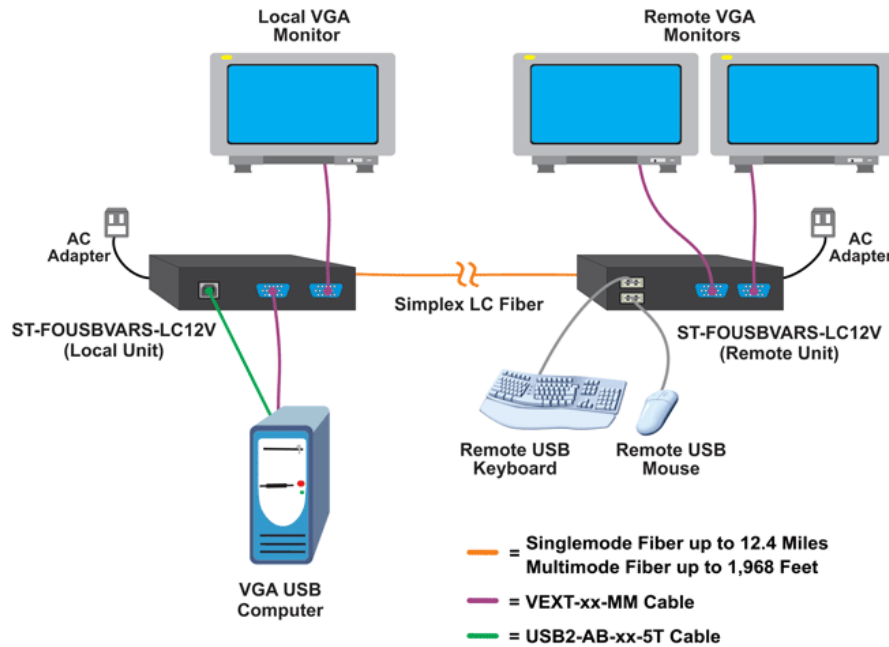 Local VGA
Monitor
Remote VGA
Monitors
AC
Adapter
AC
Adapter
Simplex LC Fiber
ST-FOUSBVARS-LC12V
(Local Unit)
ST-FOUSBVARS-LC12V
(Remote Unit)
Remote USB
Keyboard
Remote USB
Mouse
VGA USB
Computer
= Singlemode Fiber up to 12.4 Miles
Multimode Fiber up to 1,968 Feet
= VEXT-xx-MM Cable
= USB2-AB-xx-5T Cable